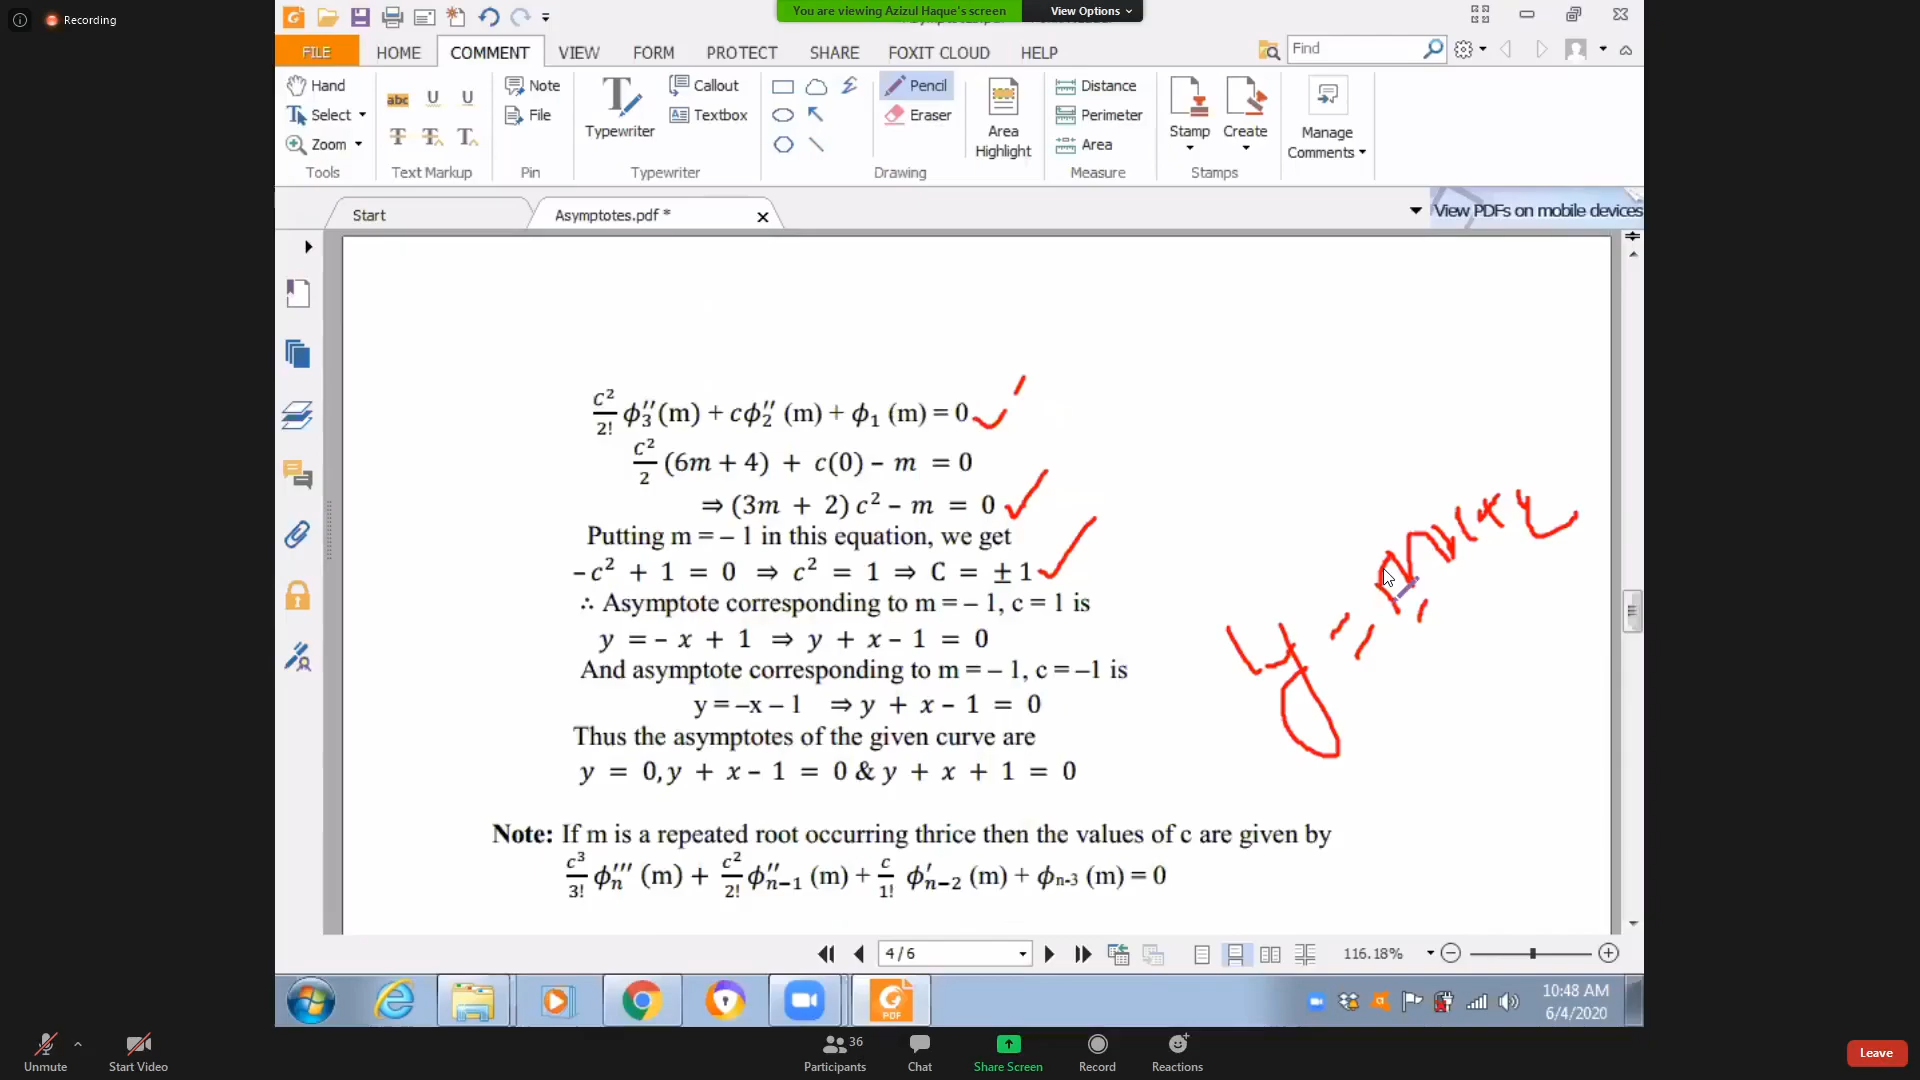 Recording
You are viewing Azizul Haque's screen
View Options
FILE HOME COMMENT VIEW FORM PROTECT SHARE FOXIT CLOUD HELP
Find
Hand
Select
Zoom
Tools
abc U U
T T T
Text Markup
Note
File
Pin
Typewriter
Callout
Textbox
Typewriter
Pencil
Eraser
Drawing
Area
Highlight
Distance
Perimeter
Area
Measure
Stamp Create
Stamps
Manage
Comments
Start
Asymptotes.pdf *
View PDFs on mobile devices
c²/2! ϕ₃″(m) + cϕ₂″ (m) + ϕ₁ (m) = 0
c²/2 (6m + 4) + c(0) – m = 0
⇒ (3m + 2) c² – m = 0
Putting m = – 1 in this equation, we get
–c² + 1 = 0 ⇒ c² = 1 ⇒ C = ± 1
∴ Asymptote corresponding to m = – 1, c = 1 is
y = – x + 1 ⇒ y + x – 1 = 0
And asymptote corresponding to m = – 1, c = –1 is
y = –x – 1 ⇒ y + x – 1 = 0
Thus the asymptotes of the given curve are
y = 0, y + x – 1 = 0 & y + x + 1 = 0
Note: If m is a repeated root occurring thrice then the values of c are given by
c³/3! ϕₙ‴ (m) + c²/2! ϕ″ₙ₋₁ (m) + c/1! ϕ′ₙ₋₂ (m) + ϕₙ₋₃ (m) = 0
y =
4 / 6
116.18%
PDF
10:48 AM
6/4/2020
Unmute
Start Video
36
Participants
Chat
Share Screen
Record
Reactions
Leave